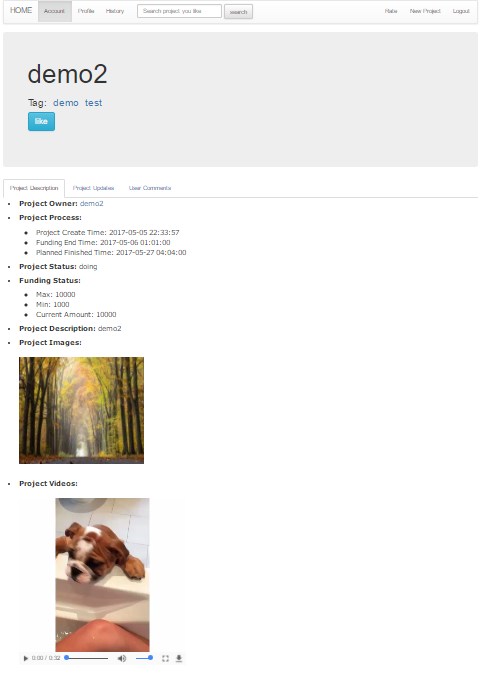 HOME Account Profile History Search project you like search Rate New Project Logout
demo2
Tag: demo test
like
Project Description Project Updates User Comments
Project Owner: demo2
Project Process:
Project Create Time: 2017-05-05 22:33:57
Funding End Time: 2017-05-06 01:01:00
Planned Finished Time: 2017-05-27 04:04:00
Project Status: doing
Funding Status:
Max: 10000
Min: 1000
Current Amount: 10000
Project Description: demo2
Project Images:
Project Videos:
0:00 / 0:02